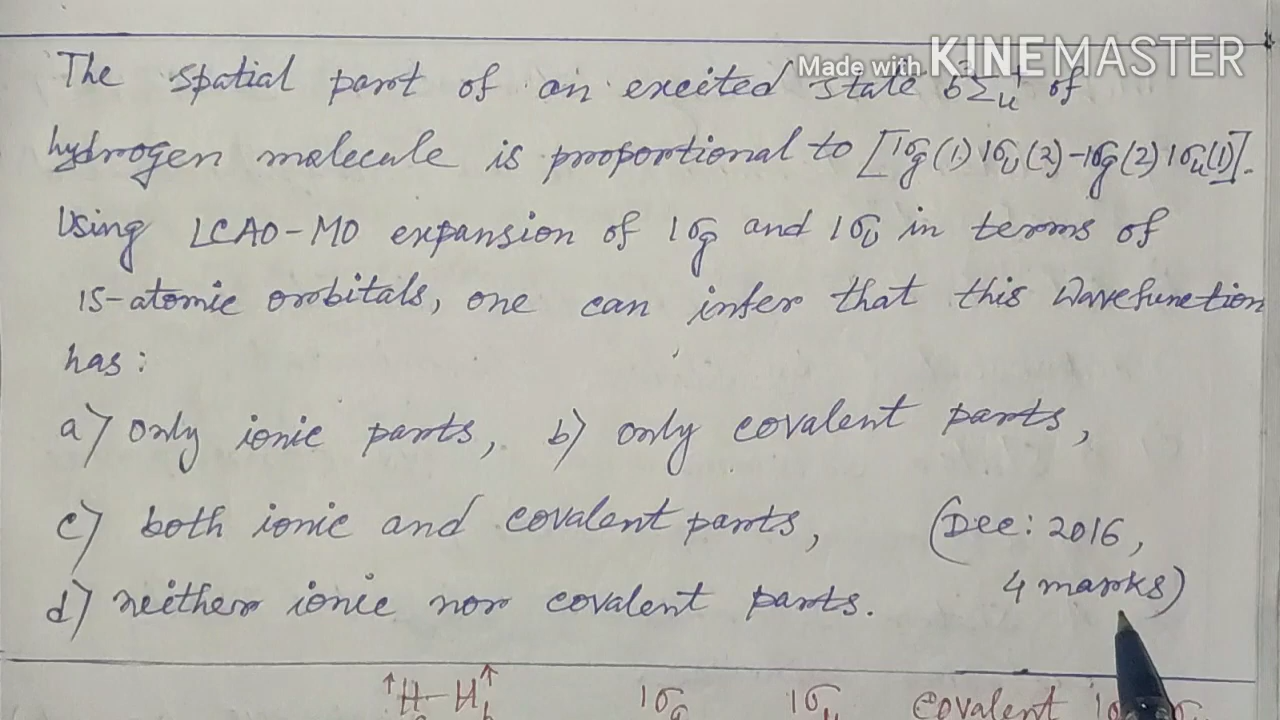 Made with KINEMASTER
The spatial part of an excited state b³Σᵤ⁺ of
hydrogen molecule is proportional to [1σg(1) 1σu(2) - 1σg(2) 1σu(1)].
Using LCAO-MO expansion of 1σg and 1σu in terms of
1S-atomic orbitals, one can infer that this Wavefunction
has:
a) only ionic parts, b) only covalent parts,
c) both ionic and covalent parts, (Dec: 2016,
d) neither ionic nor covalent parts. 4 marks)
↑H-H↑ 1σg 1σu covalent